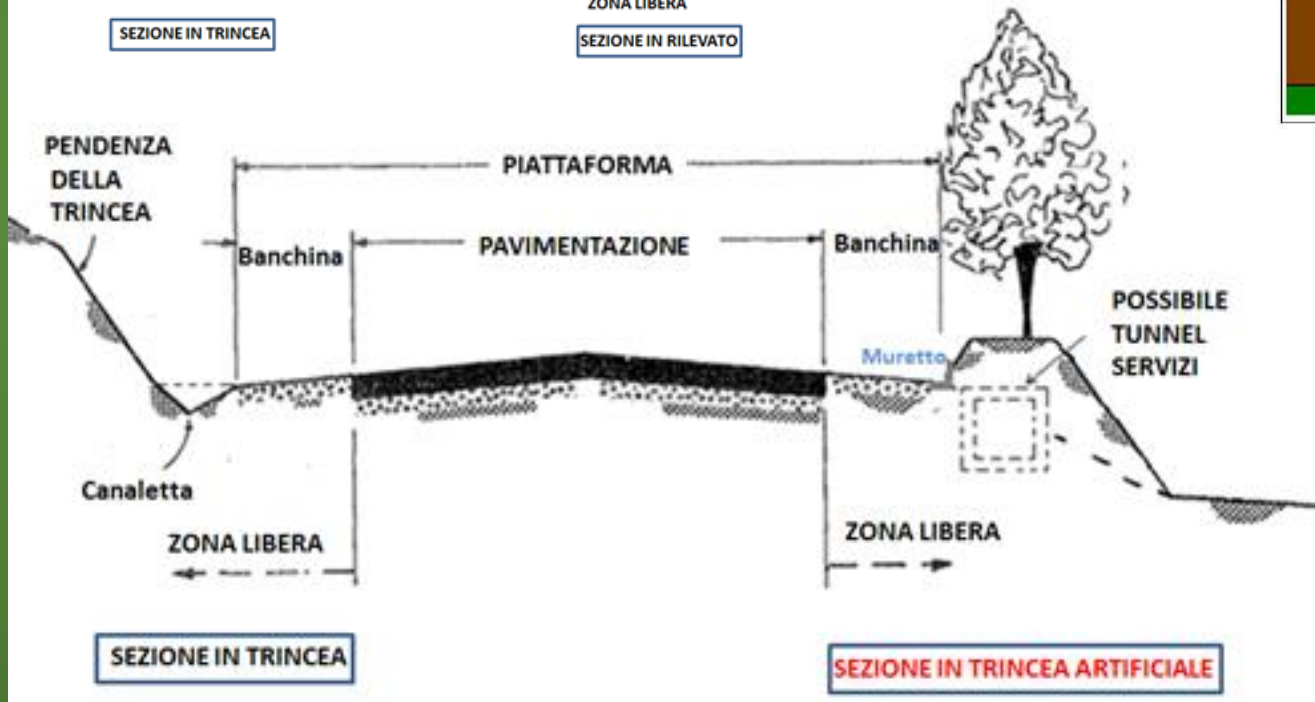 ZONA LIBERA
SEZIONE IN TRINCEA
SEZIONE IN RILEVATO
PENDENZA
DELLA
TRINCEA
PIATTAFORMA
Banchina
PAVIMENTAZIONE
Banchina
POSSIBILE
TUNNEL
SERVIZI
Muretto
Canaletta
ZONA LIBERA
ZONA LIBERA
SEZIONE IN TRINCEA
SEZIONE IN TRINCEA ARTIFICIALE